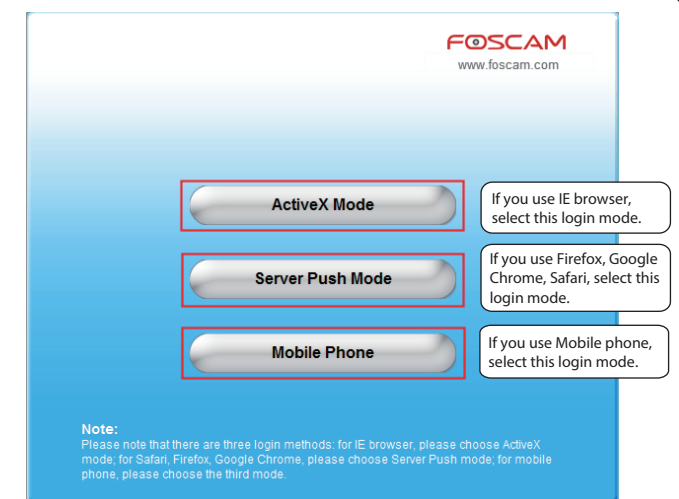 FOSCAM
www.foscam.com
ActiveX Mode
If you use IE browser,
select this login mode.
Server Push Mode
If you use Firefox, Google
Chrome, Safari, select this
login mode.
Mobile Phone
If you use Mobile phone,
select this login mode.
Note:
Please note that there are three login methods: for IE browser, please choose ActiveX
mode; for Safari, Firefox, Google Chrome, please choose Server Push mode; for mobile
phone, please choose the third mode.